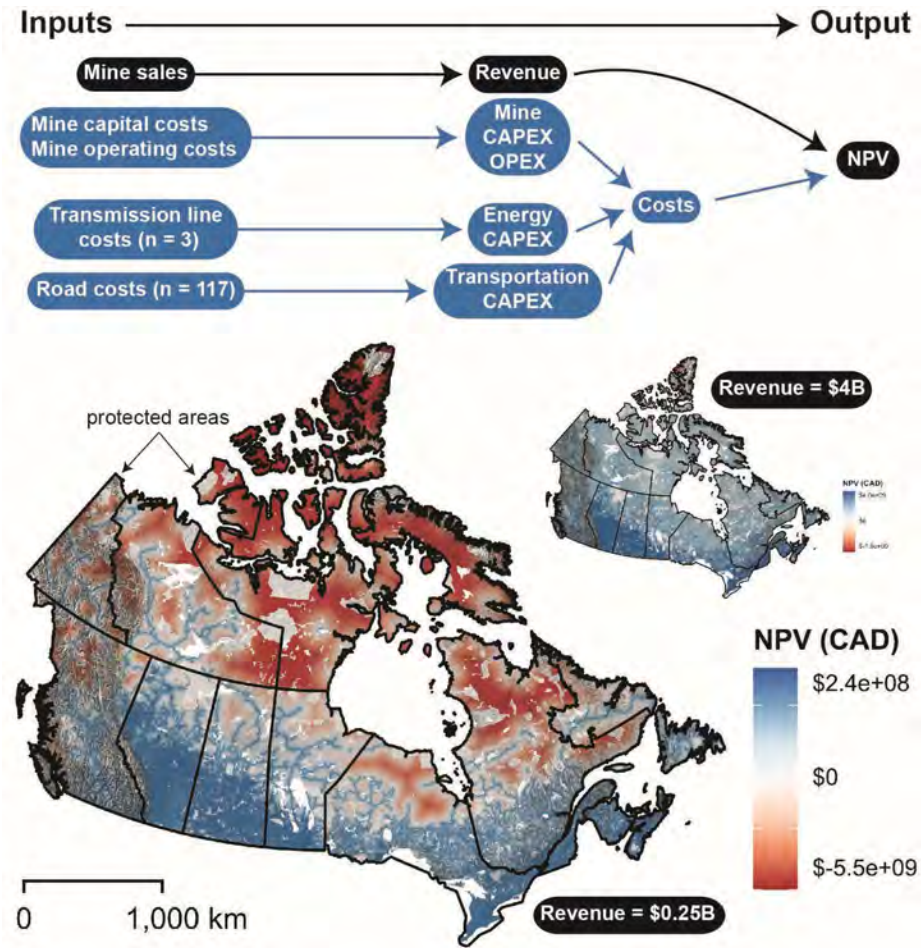 Inputs
Output
Mine sales
Revenue
Mine capital costs
Mine operating costs
Mine
CAPEX
OPEX
NPV
Transmission line
costs (n = 3)
Energy
CAPEX
Costs
Road costs (n = 117)
Transportation
CAPEX
protected areas
Revenue = $4B
NPV (CAD)
$0
NPV (CAD)
$2.4e+08
$0
$-5.5e+09
Revenue = $0.25B
0
1,000 km